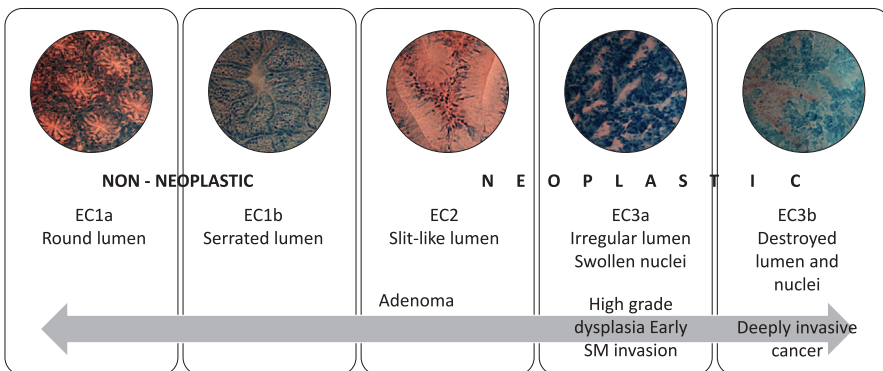 NON - NEOPLASTIC
N E O P L A S T I C
EC1a
Round lumen
EC1b
Serrated lumen
EC2
Slit-like lumen
Adenoma
EC3a
Irregular lumen
Swollen nuclei
High grade
dysplasia Early
SM invasion
EC3b
Destroyed
lumen and
nuclei
Deeply invasive
cancer